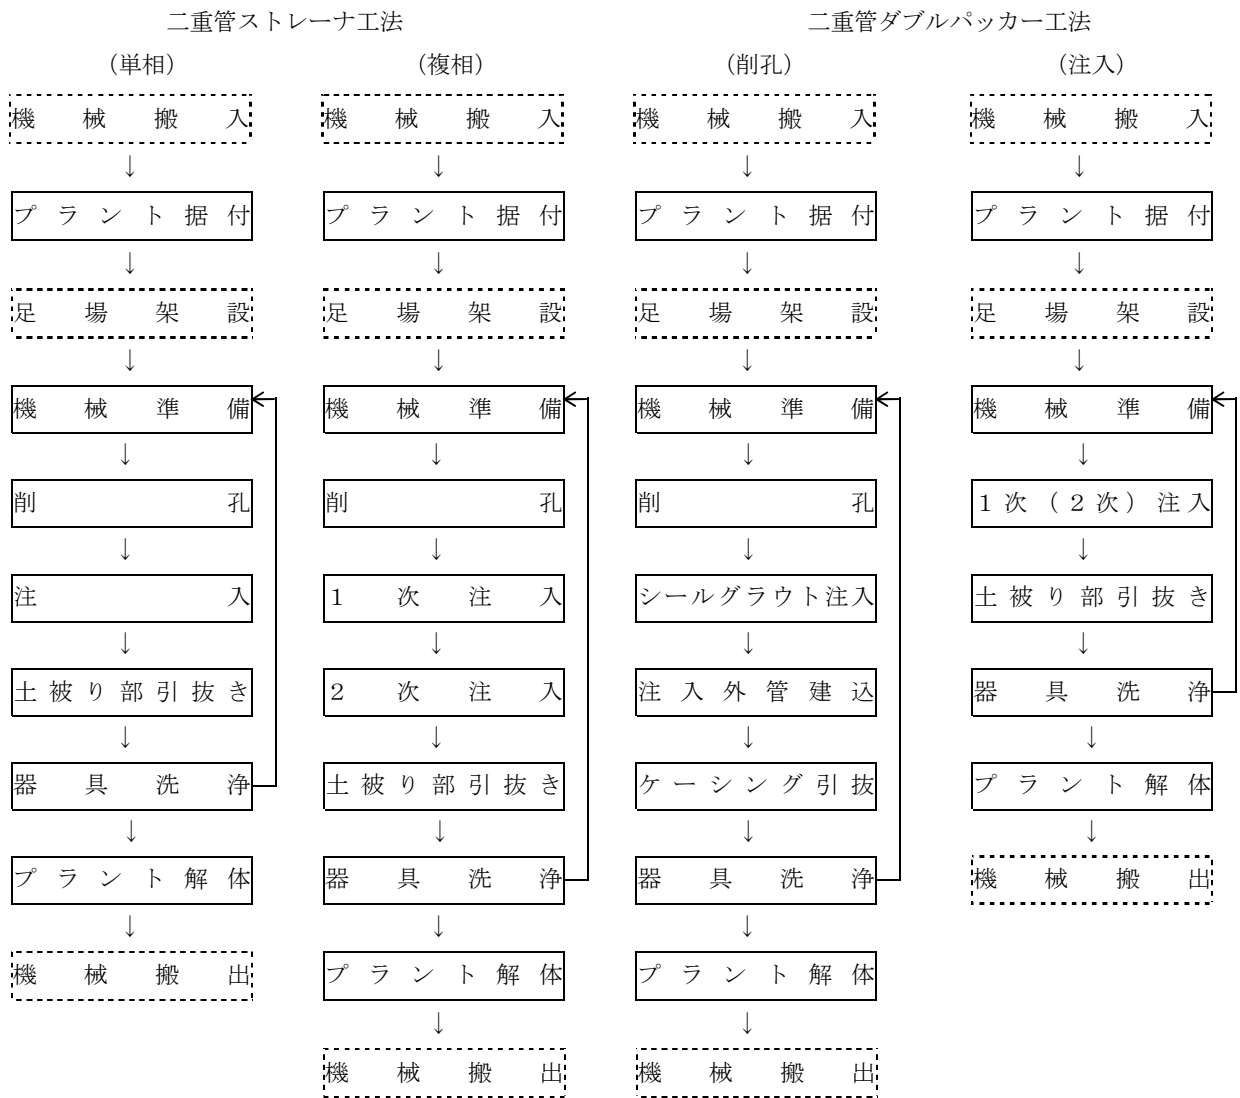 二重管ストレーナ工法
(単相)
機械搬入
↓
プラント据付
↓
足場架設
↓
機械準備
↓
削孔
↓
注入
↓
土被り部引抜き
↓
器具洗浄
↓
プラント解体
↓
機械搬出
(複相)
機械搬入
↓
プラント据付
↓
足場架設
↓
機械準備
↓
削孔
↓
1次注入
↓
2次注入
↓
土被り部引抜き
↓
器具洗浄
↓
プラント解体
↓
機械搬出
二重管ダブルパッカー工法
(削孔)
機械搬入
↓
プラント据付
↓
足場架設
↓
機械準備
↓
削孔
↓
シールグラウト注入
↓
注入外管建込
↓
ケーシング引抜
↓
器具洗浄
↓
プラント解体
↓
機械搬出
(注入)
機械搬入
↓
プラント据付
↓
足場架設
↓
機械準備
↓
1次(2次)注入
↓
土被り部引抜き
↓
器具洗浄
↓
プラント解体
↓
機械搬出